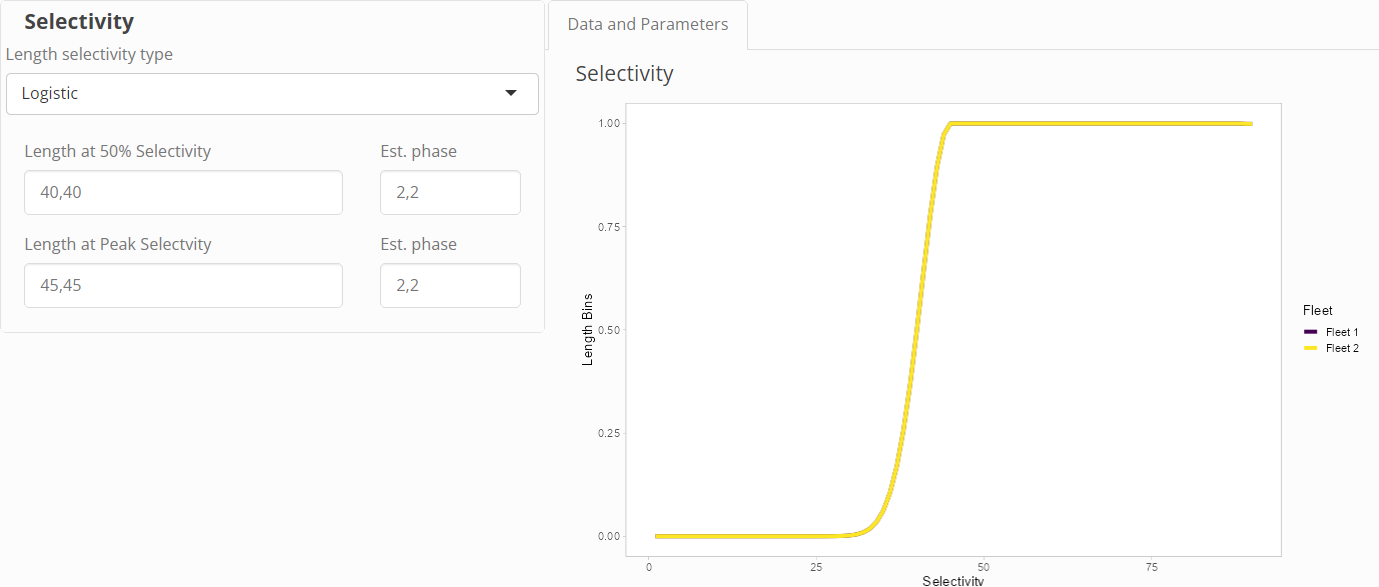 Selectivity
Length selectivity type
Logistic
Length at 50% Selectivity
Est. phase
40,40
2,2
Length at Peak Selectvity
Est. phase
45,45
2,2
Data and Parameters
Selectivity
1.00
0.75
0.50
0.25
0.00
Length Bins
0
25
50
75
Selectivity
Fleet
Fleet 1
Fleet 2